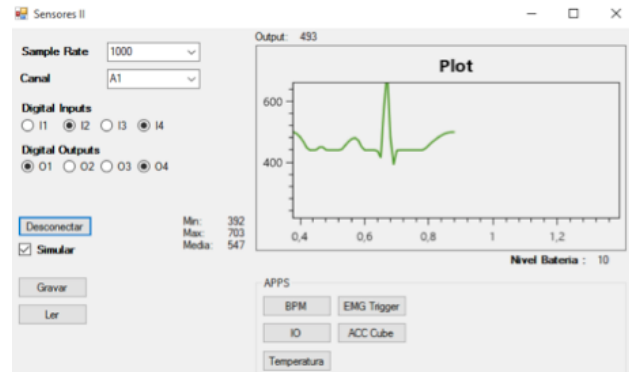 Sensores II
Output: 493
Sample Rate 1000
Canal A1
Digital Inputs
I1 I2 I3 I4
Digital Outputs
O1 O2 O3 O4
Desconectar
Simular
Min: 392
Max: 703
Media: 547
Gravar
Ler
Plot
600
400
0,4 0,6 0,8 1 1,2
Nivel Bateria : 10
APPS
BPM EMG Trigger
IO ACC Cube
Temperatura